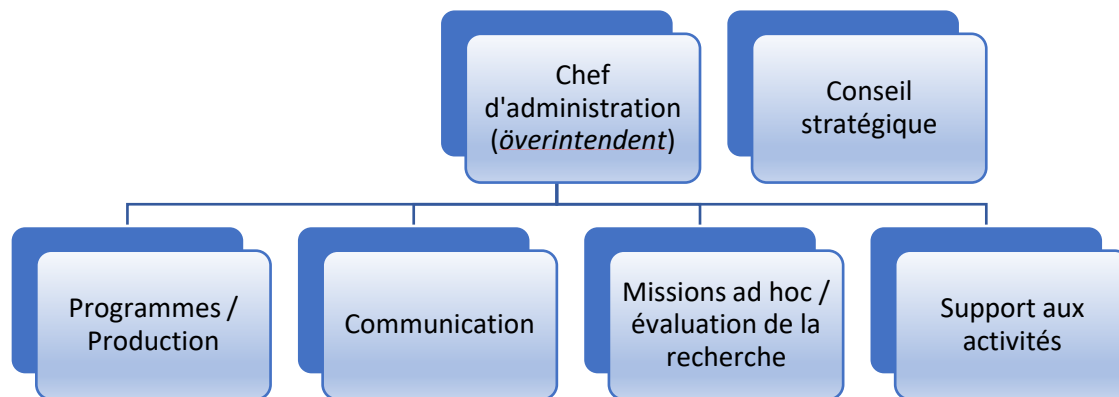 Chef
d'administration
(överintendent)
Conseil
stratégique
Programmes /
Production
Communication
Missions ad hoc /
évaluation de la
recherche
Support aux
activités